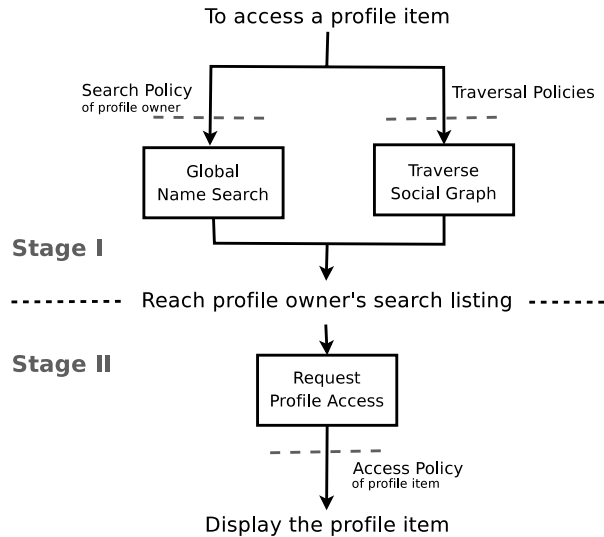 To access a profile item
Search Policy
of profile owner
Traversal Policies
Global
Name Search
Traverse
Social Graph
Stage I
Reach profile owner's search listing
Stage II
Request
Profile Access
Access Policy
of profile item
Display the profile item